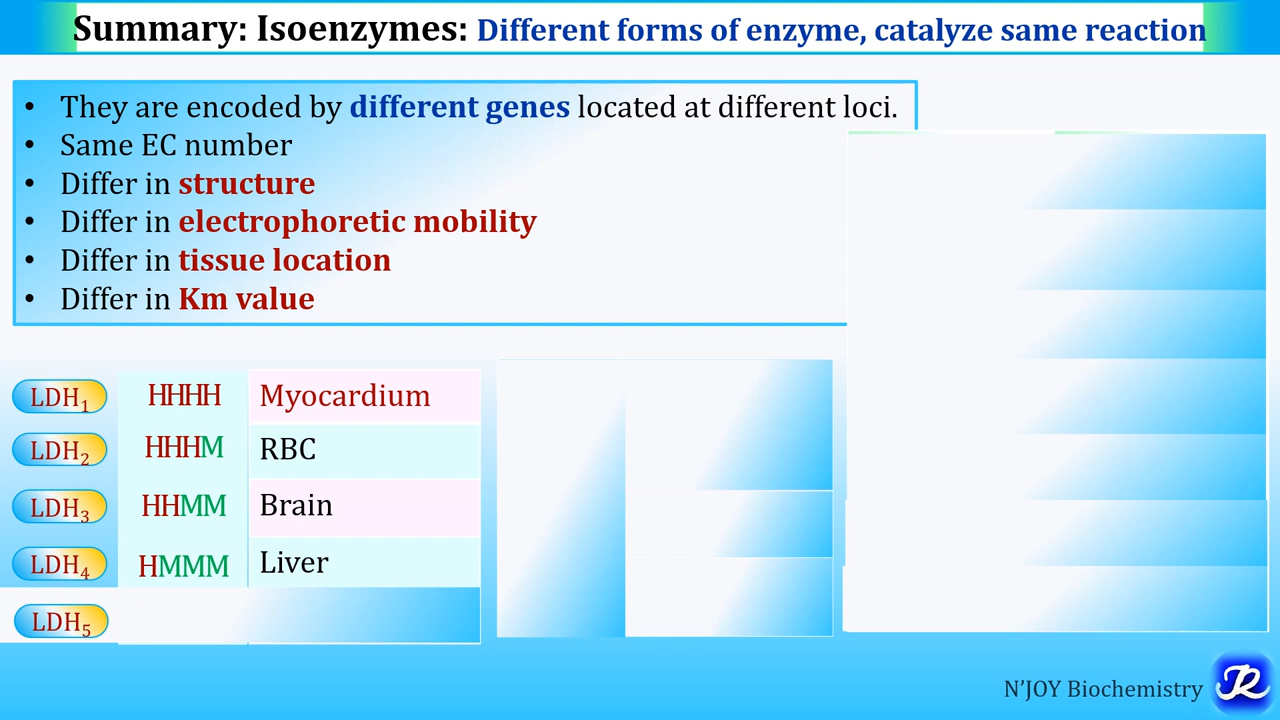 Summary: Isoenzymes: Different forms of enzyme, catalyze same reaction
• They are encoded by different genes located at different loci.
• Same EC number
• Differ in structure
• Differ in electrophoretic mobility
• Differ in tissue location
• Differ in Km value
LDH₁ HHHH Myocardium
LDH₂ HHHM RBC
LDH₃ HHMM Brain
LDH₄ HMMM Liver
LDH₅
N’JOY Biochemistry
JR